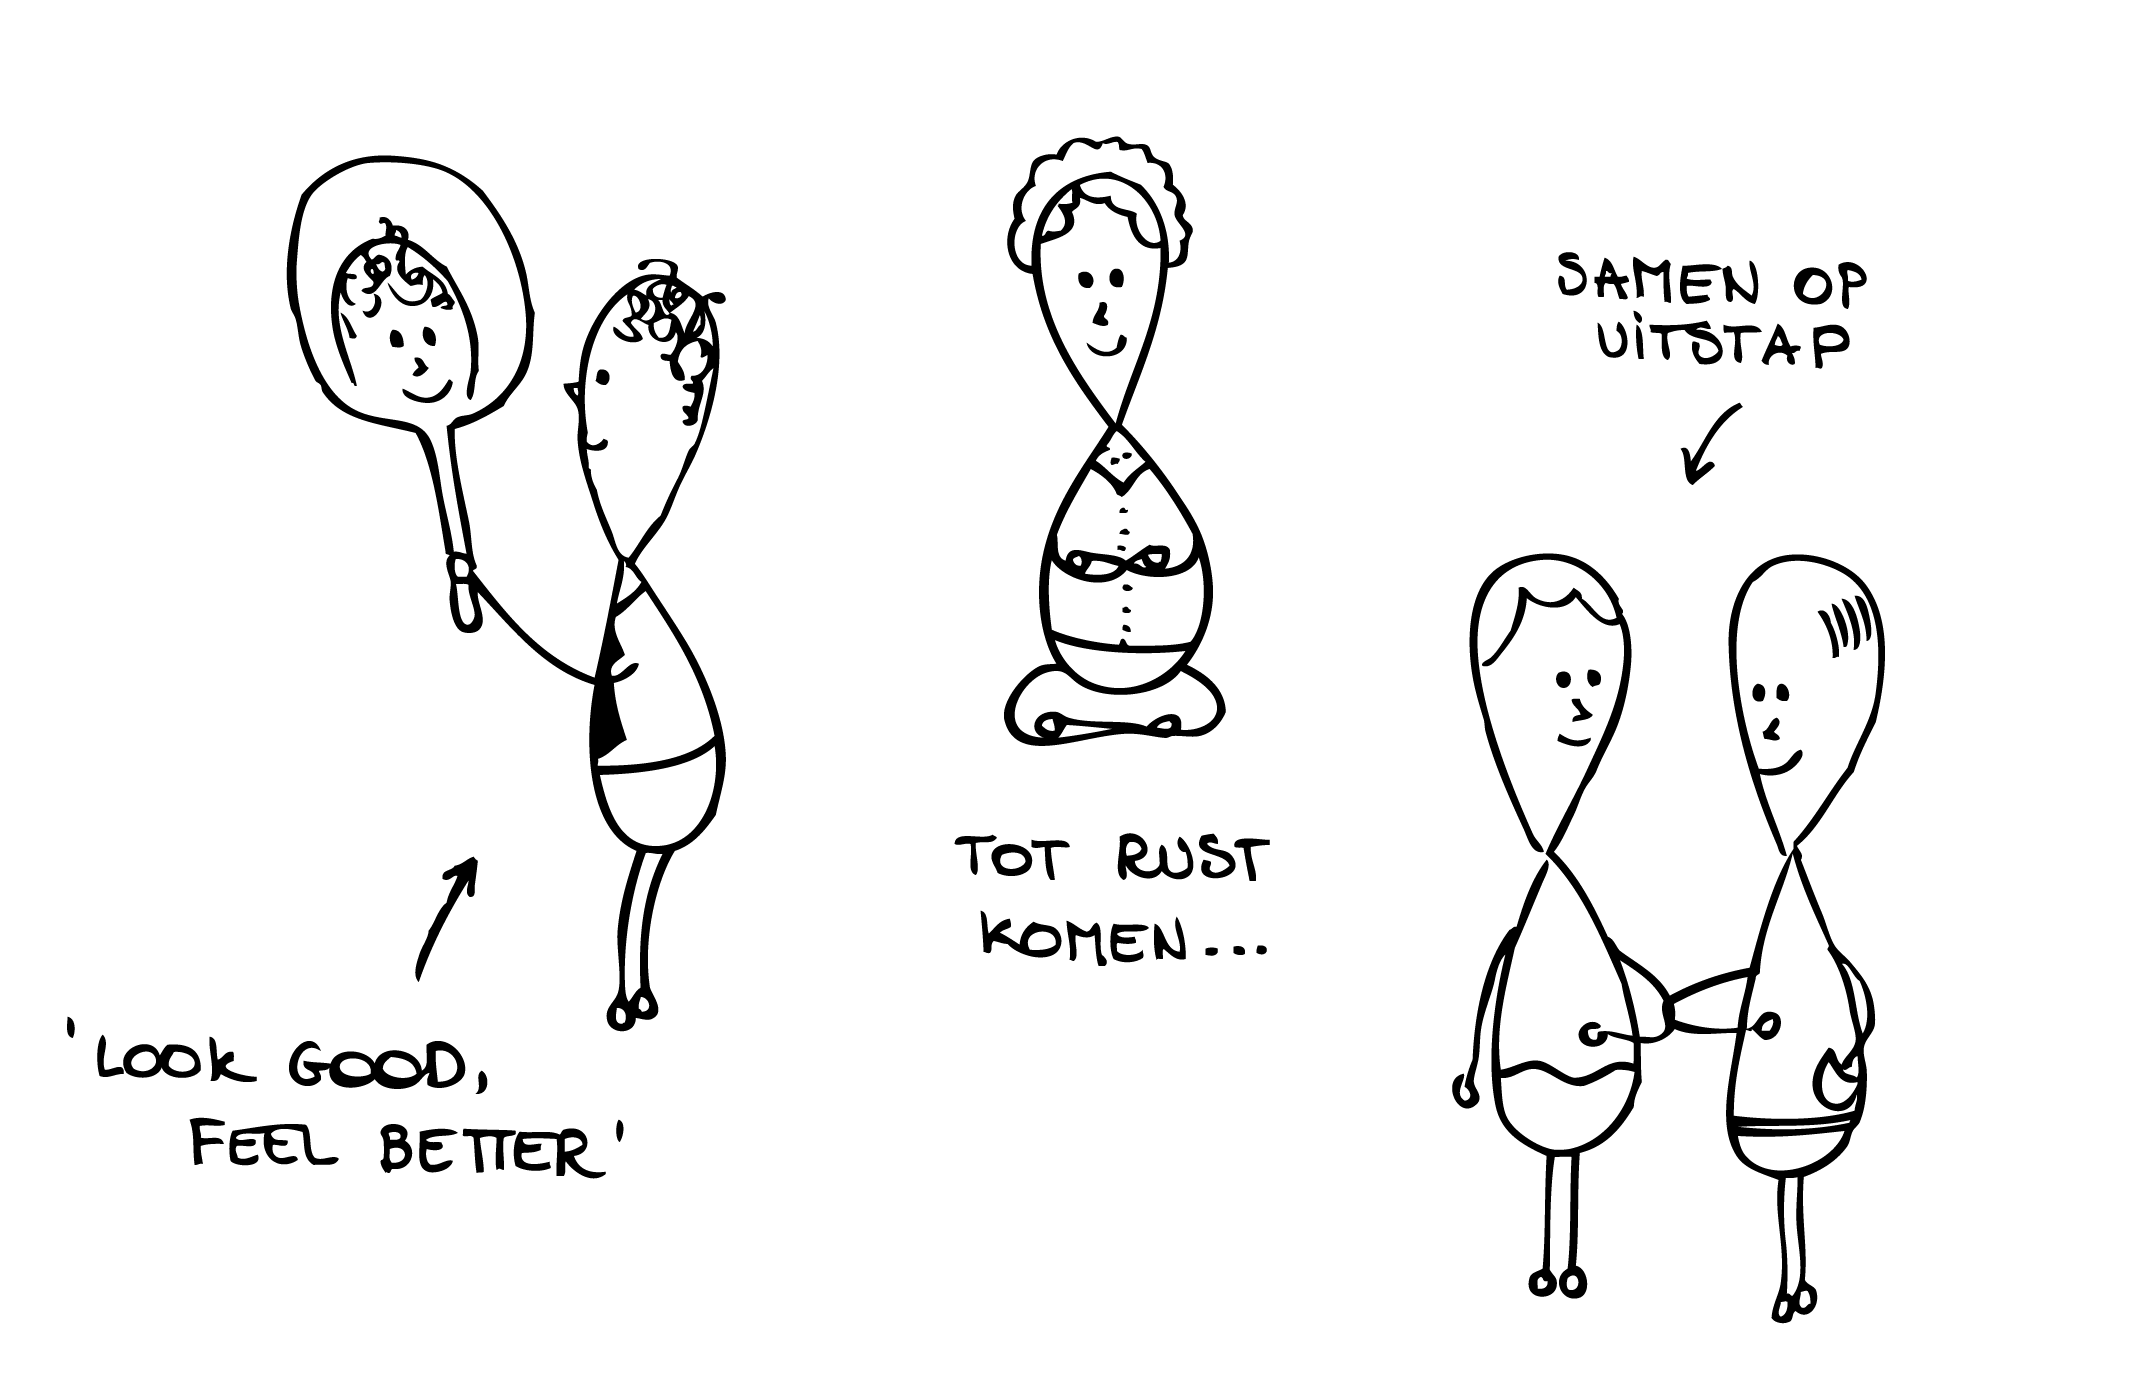 'LOOK GOOD,
FEEL BETTER'
TOT RUST
KOMEN...
SAMEN OP
UiTSTAP